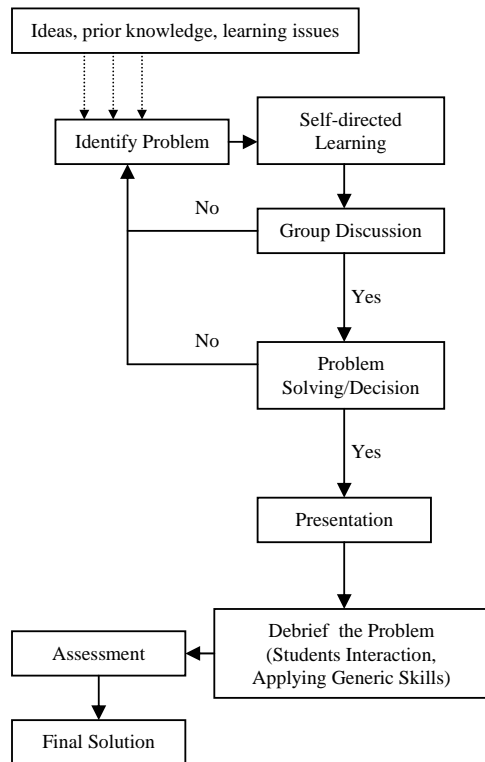 Ideas, prior knowledge, learning issues
Identify Problem
Self-directed
Learning
No
Group Discussion
Yes
No
Problem
Solving/Decision
Yes
Presentation
Debrief the Problem
(Students Interaction,
Applying Generic Skills)
Assessment
Final Solution